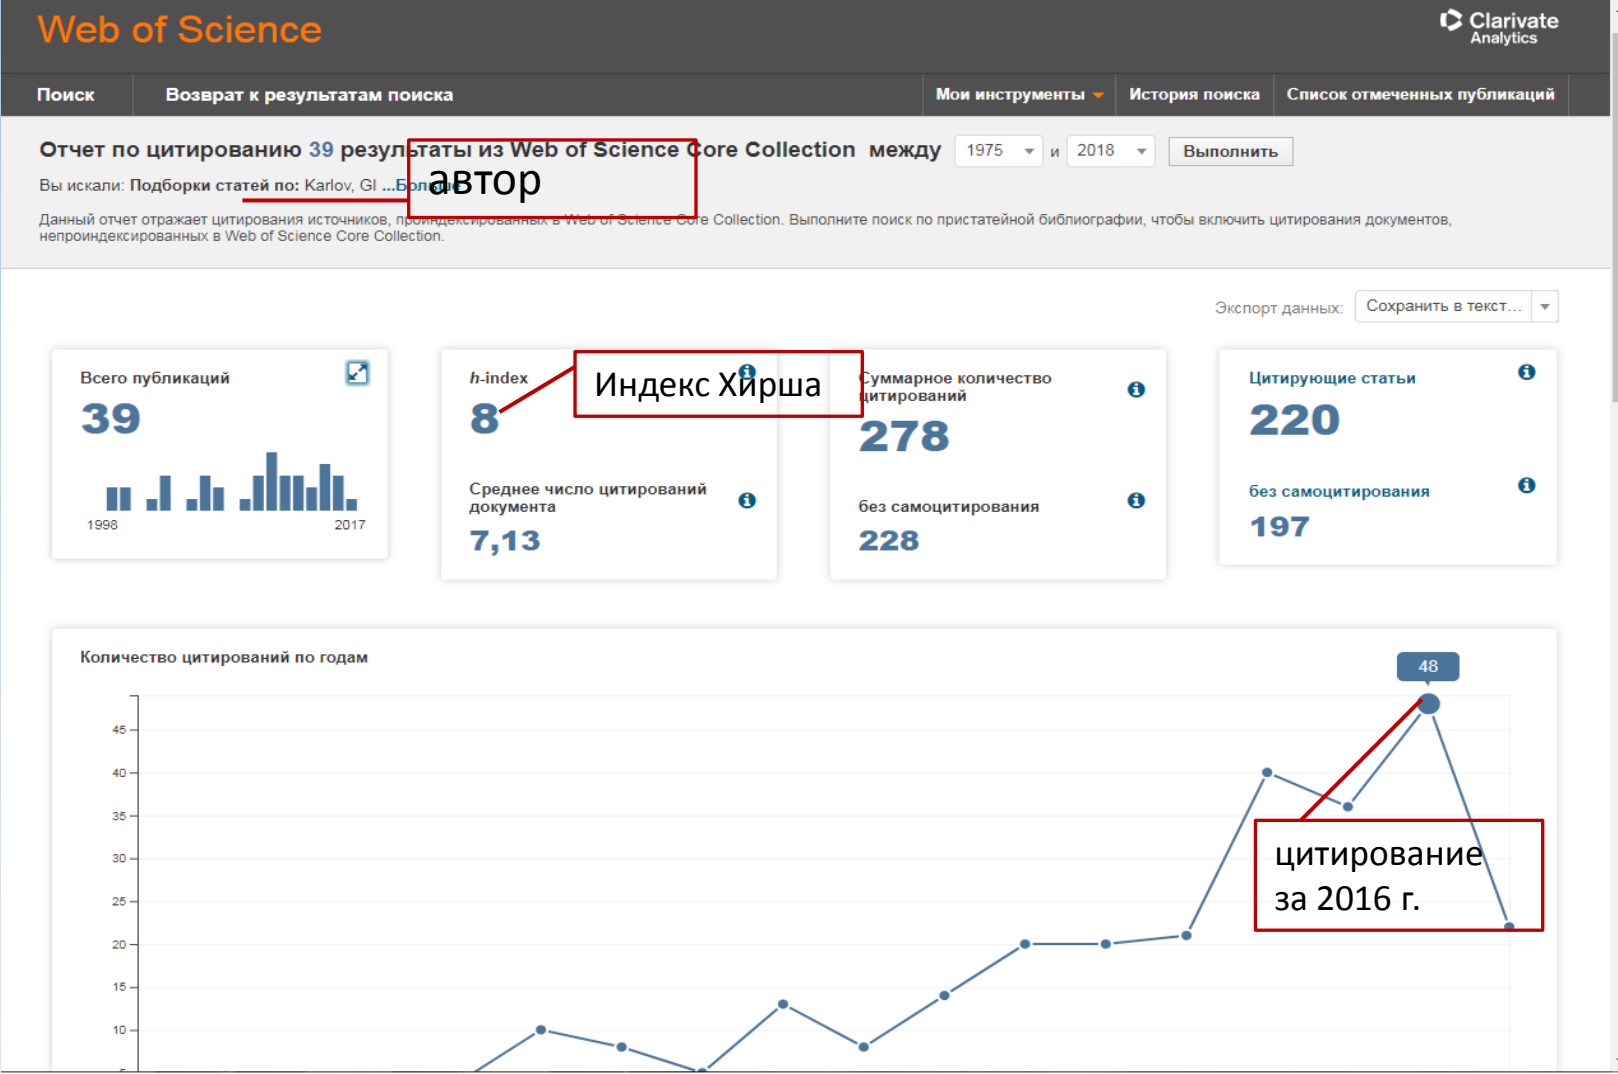 Web of Science
Clarivate
Analytics
Поиск
Возврат к результатам поиска
Мои инструменты
История поиска
Список отмеченных публикаций
Отчет по цитированию 39 результаты из Web of Science Core Collection между 1975 и 2018 Выполнить
Вы искали: Подборки статей по: Karlov, GI ...Больше
автор
Данный отчет отражает цитирования источников, проиндексированных в Web of Science Core Collection. Выполните поиск по пристатейной библиографии, чтобы включить цитирования документов,
непроиндексированных в Web of Science Core Collection.
Экспорт данных: Сохранить в текст...
Всего публикаций
39
1998
2017
h-index
8
Индекс Хирша
Среднее число цитирований
документа
7,13
Суммарное количество
цитирований
278
без самоцитирования
228
Цитирующие статьи
220
без самоцитирования
197
Количество цитирований по годам
48
45
40
35
30
25
20
15
10
5
цитирование
за 2016 г.